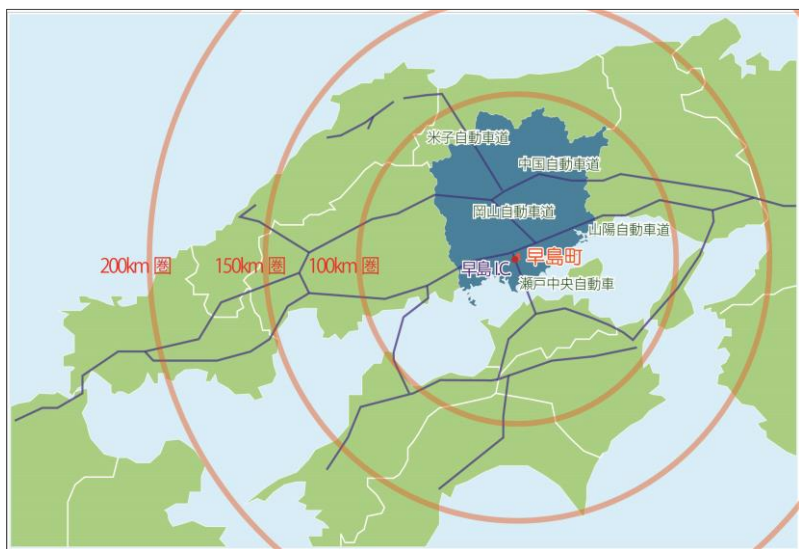 米子自動車道
中国自動車道
岡山自動車道
山陽自動車道
200km 圏
150km 圏
100km 圏
早島町
早島 IC
瀬戸中央自動車